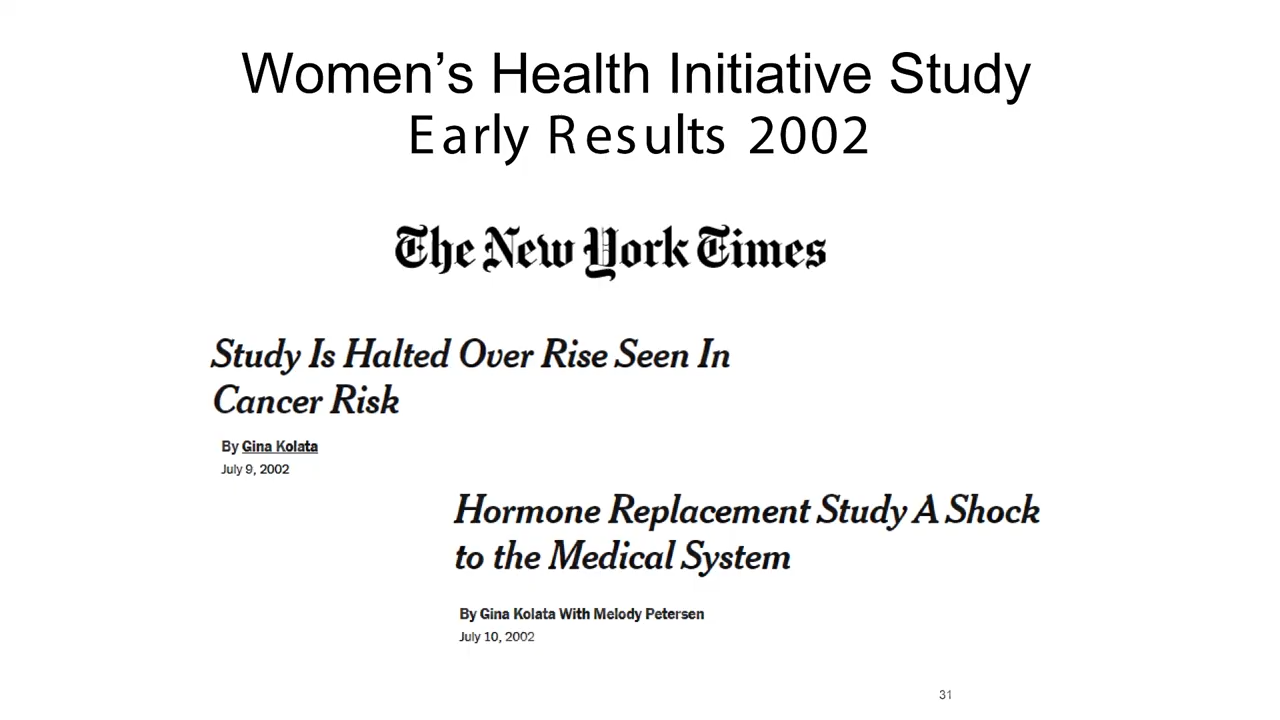 Women’s Health Initiative Study
Early Results 2002
The New York Times
Study Is Halted Over Rise Seen In
Cancer Risk
By Gina Kolata
July 9, 2002
Hormone Replacement Study A Shock
to the Medical System
By Gina Kolata With Melody Petersen
July 10, 2002
31